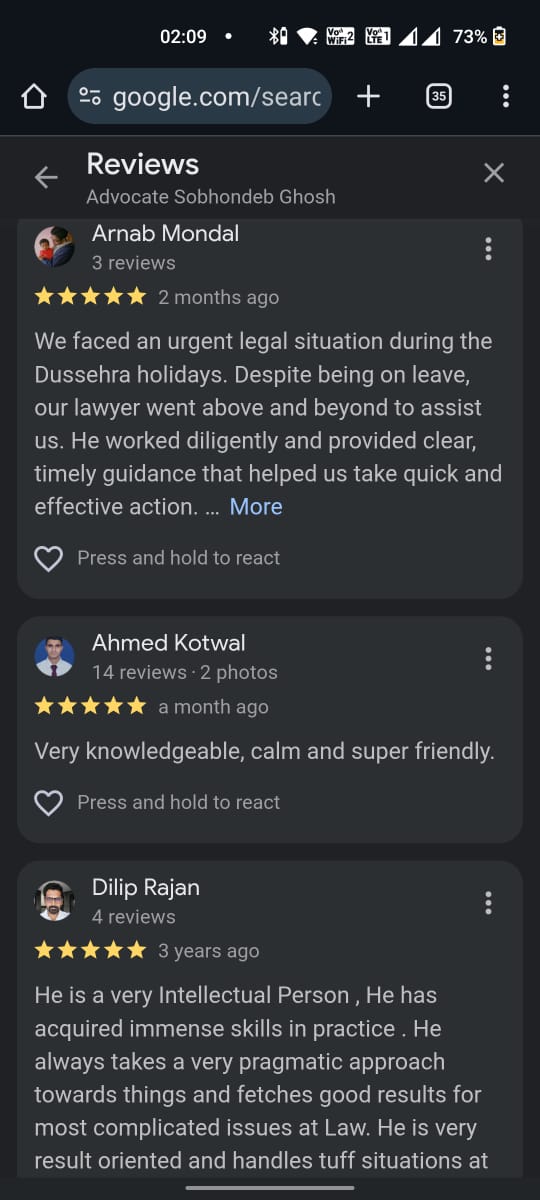 02:09 • Vo WiFi2 Vo LTE1 73%
google.com/searc
35
Reviews
Advocate Sobhondeb Ghosh
Arnab Mondal
3 reviews
2 months ago
We faced an urgent legal situation during the
Dussehra holidays. Despite being on leave,
our lawyer went above and beyond to assist
us. He worked diligently and provided clear,
timely guidance that helped us take quick and
effective action. … More
Press and hold to react
Ahmed Kotwal
14 reviews · 2 photos
a month ago
Very knowledgeable, calm and super friendly.
Press and hold to react
Dilip Rajan
4 reviews
3 years ago
He is a very Intellectual Person , He has
acquired immense skills in practice . He
always takes a very pragmatic approach
towards things and fetches good results for
most complicated issues at Law. He is very
result oriented and handles tuff situations at